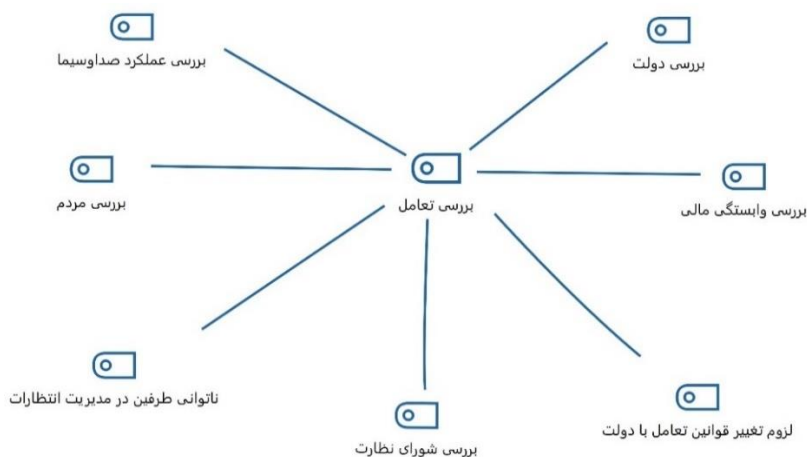 بررسی دولت
بررسی عملکرد صداوسیما
بررسی وابستگی مالی
بررسی تعامل
بررسی مردم
لزوم تغییر قوانین تعامل با دولت
بررسی شورای نظارت
ناتوانی طرفین در مدیریت انتظارات